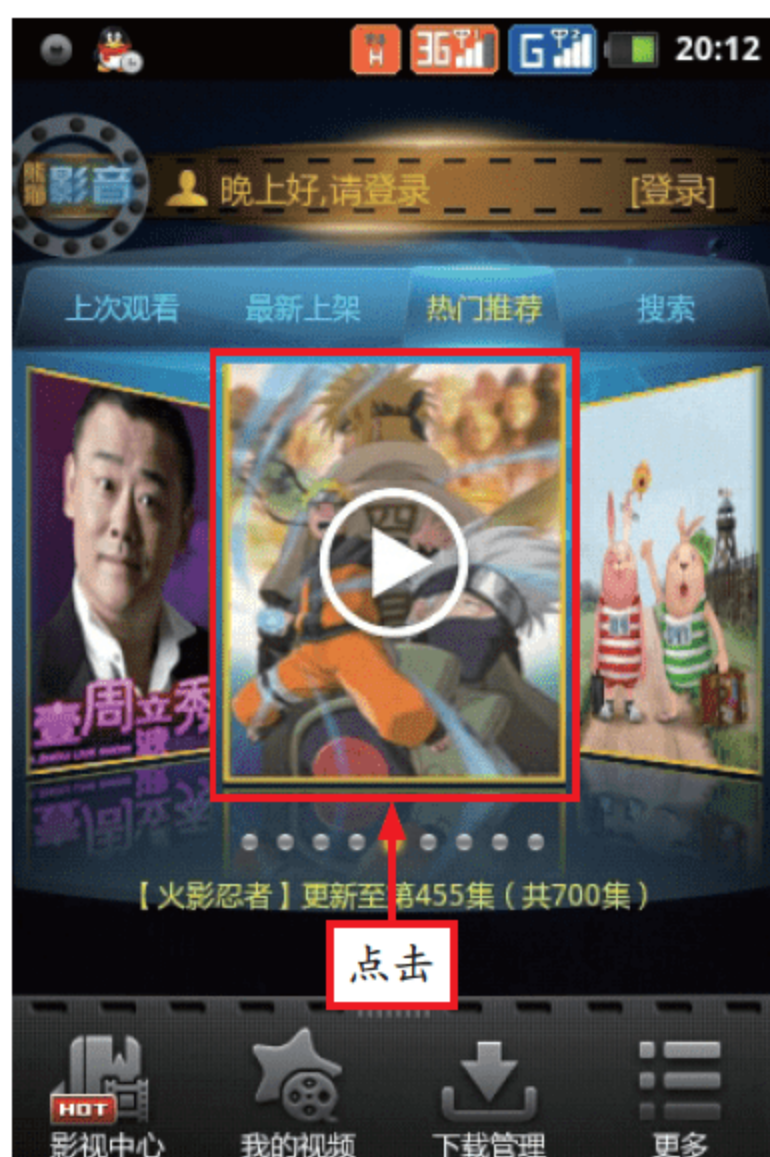 H 3G 1 G 2 20:12
熊猫影音 晚上好,请登录 [登录]
上次观看 最新上架 热门推荐 搜索
壹周立秀
波
四
【火影忍者】更新至第455集（共700集）
点击
HOT
影视中心 我的视频 下载管理 更多